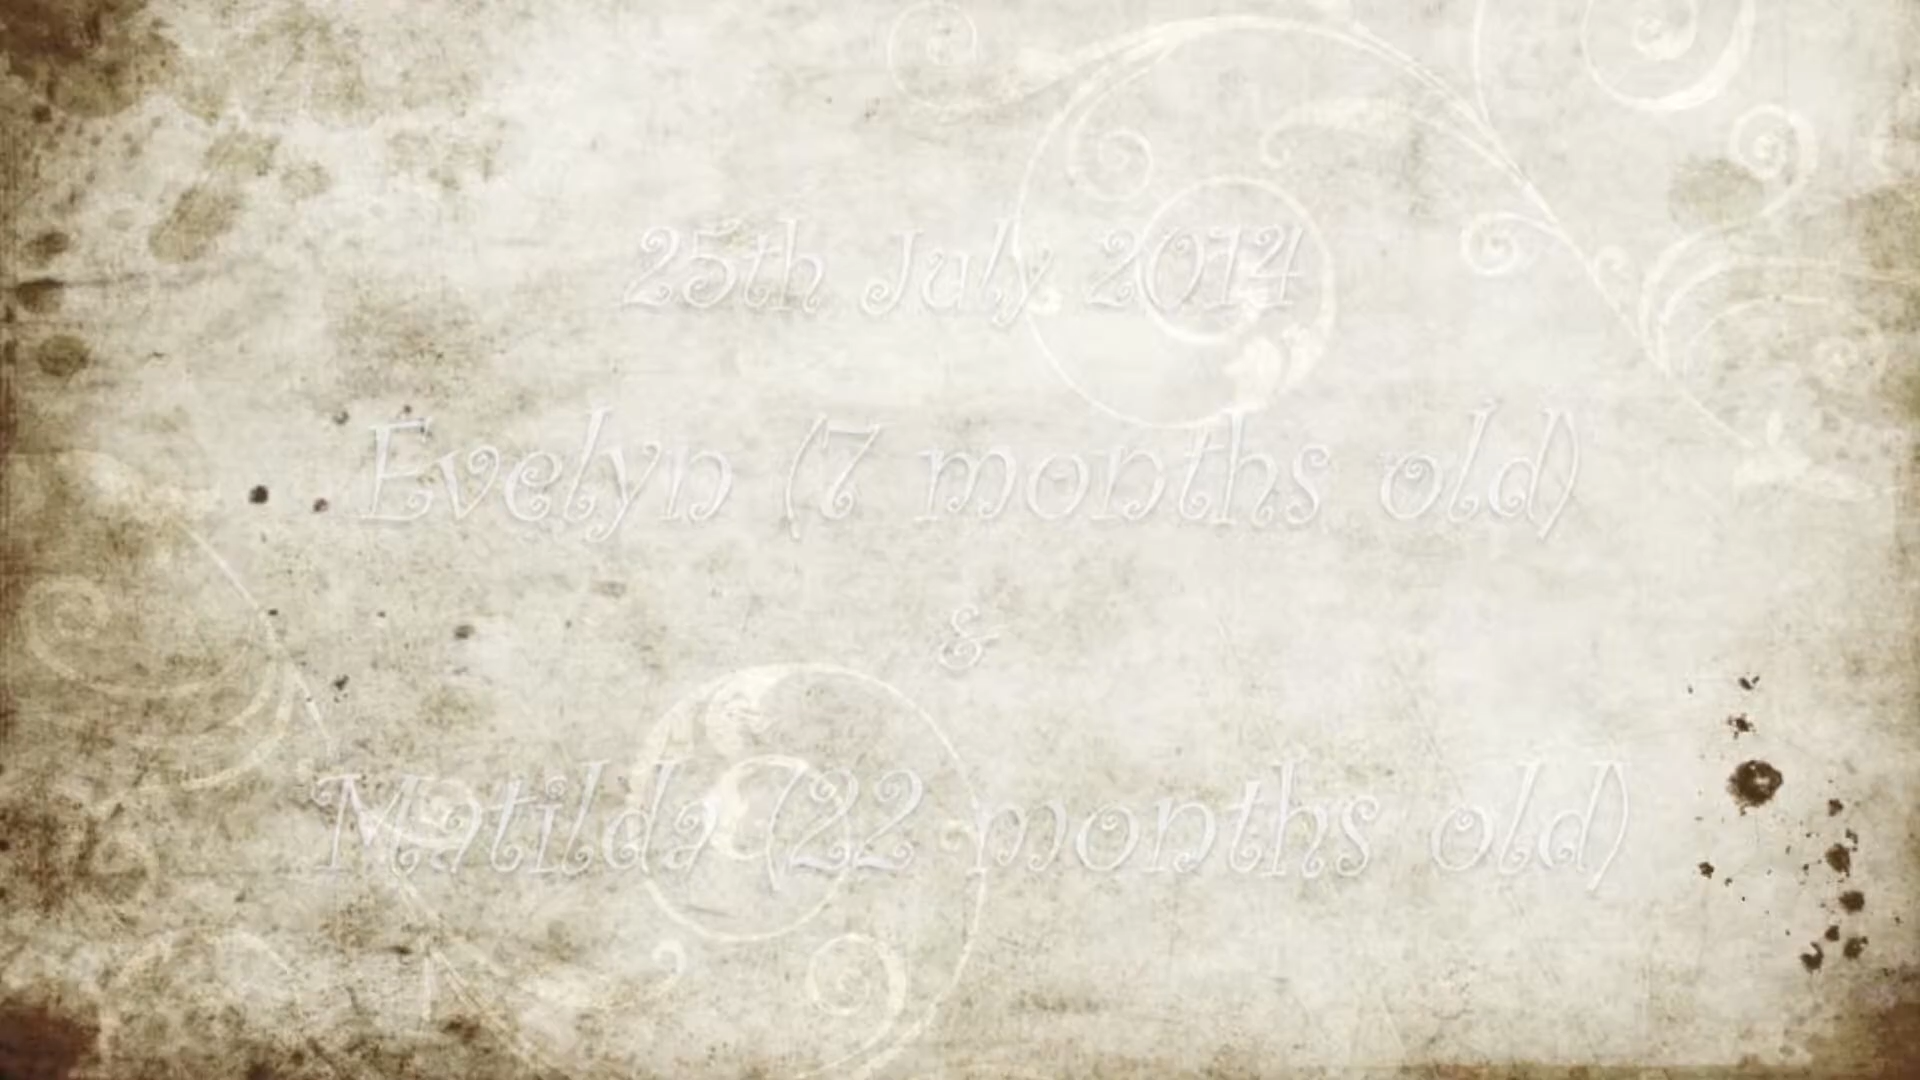 25th July 2014
Evelyn (7 months old)
&
Matilda (22 months old)